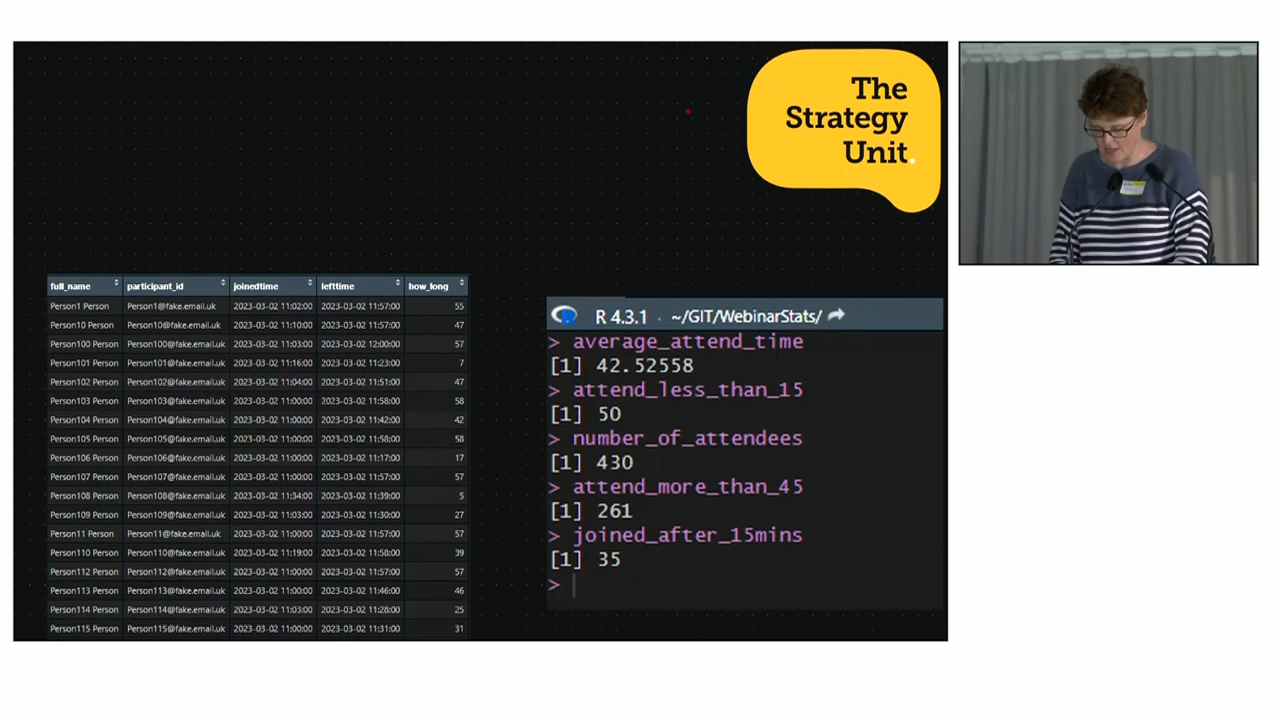 The
Strategy
Unit.
full_name participant_id joinedtime lefttime how_long
Person1 Person Person1@fake.email.uk 2023-03-02 11:02:00 2023-03-02 11:57:00 55
Person10 Person Person10@fake.email.uk 2023-03-02 11:10:00 2023-03-02 11:57:00 47
Person100 Person Person100@fake.email.uk 2023-03-02 11:03:00 2023-03-02 12:00:00 57
Person101 Person Person101@fake.email.uk 2023-03-02 11:16:00 2023-03-02 11:23:00 7
Person102 Person Person102@fake.email.uk 2023-03-02 11:04:00 2023-03-02 11:51:00 47
Person103 Person Person103@fake.email.uk 2023-03-02 11:00:00 2023-03-02 11:58:00 58
Person104 Person Person104@fake.email.uk 2023-03-02 11:00:00 2023-03-02 11:42:00 42
Person105 Person Person105@fake.email.uk 2023-03-02 11:00:00 2023-03-02 11:58:00 58
Person106 Person Person106@fake.email.uk 2023-03-02 11:00:00 2023-03-02 11:17:00 17
Person107 Person Person107@fake.email.uk 2023-03-02 11:00:00 2023-03-02 11:57:00 57
Person108 Person Person108@fake.email.uk 2023-03-02 11:34:00 2023-03-02 11:39:00 5
Person109 Person Person109@fake.email.uk 2023-03-02 11:03:00 2023-03-02 11:30:00 27
Person11 Person Person11@fake.email.uk 2023-03-02 11:00:00 2023-03-02 11:57:00 57
Person110 Person Person110@fake.email.uk 2023-03-02 11:19:00 2023-03-02 11:58:00 39
Person112 Person Person112@fake.email.uk 2023-03-02 11:00:00 2023-03-02 11:57:00 57
Person113 Person Person113@fake.email.uk 2023-03-02 11:00:00 2023-03-02 11:46:00 46
Person114 Person Person114@fake.email.uk 2023-03-02 11:03:00 2023-03-02 11:28:00 25
Person115 Person Person115@fake.email.uk 2023-03-02 11:00:00 2023-03-02 11:31:00 31
R 4.3.1 · ~/GIT/WebinarStats/
> average_attend_time
[1] 42.52558
> attend_less_than_15
[1] 50
> number_of_attendees
[1] 430
> attend_more_than_45
[1] 261
> joined_after_15mins
[1] 35
>